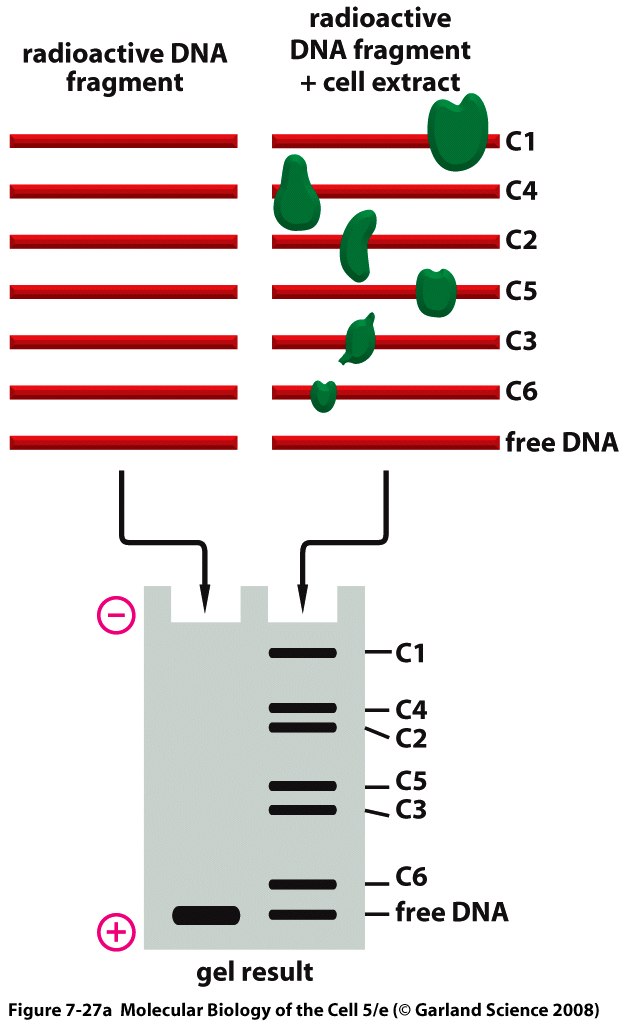 radioactive DNA
fragment
radioactive
DNA fragment
+ cell extract
C1
C4
C2
C5
C3
C6
free DNA
−
C1
C4
C2
C5
C3
C6
free DNA
+
gel result
Figure 7-27a Molecular Biology of the Cell 5/e (© Garland Science 2008)